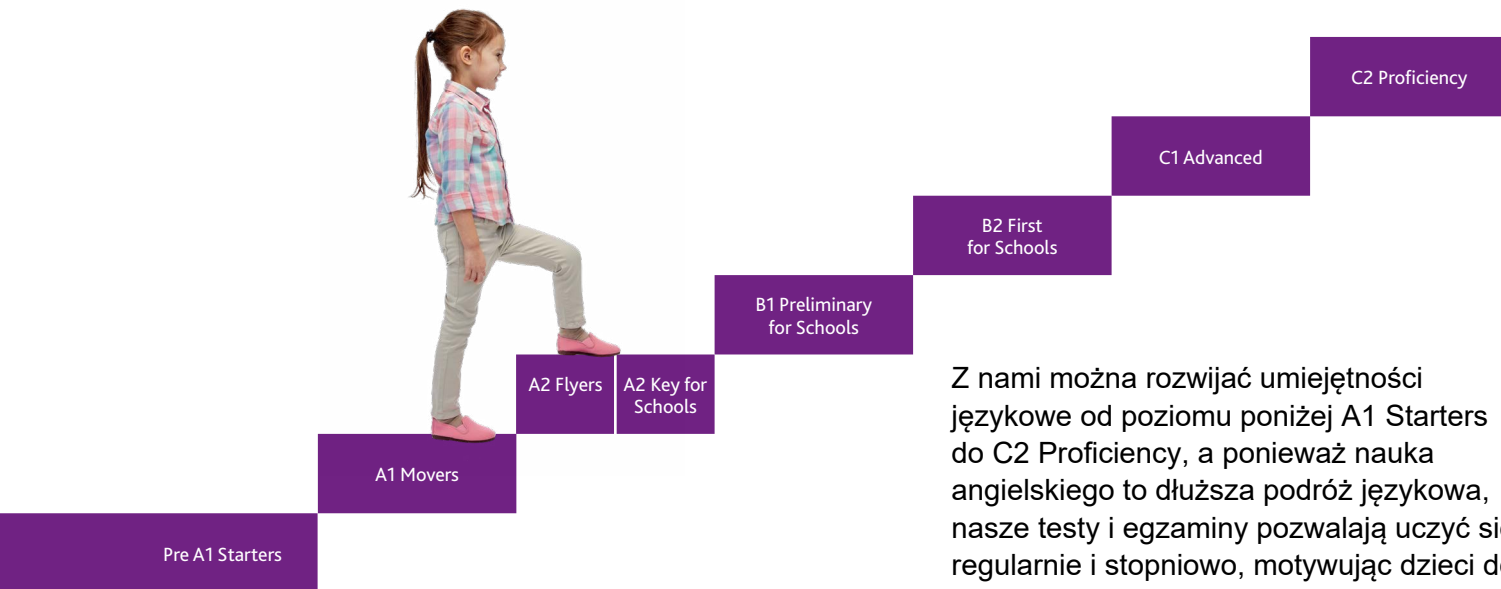 C2 Proficiency
C1 Advanced
B2 First
for Schools
B1 Preliminary
for Schools
A2 Flyers
A2 Key for
Schools
A1 Movers
Pre A1 Starters
Z nami można rozwijać umiejętności
językowe od poziomu poniżej A1 Starters
do C2 Proficiency, a ponieważ nauka
angielskiego to dłuższa podróż językowa,
nasze testy i egzaminy pozwalają uczyć się
regularnie i stopniowo, motywując dzieci do